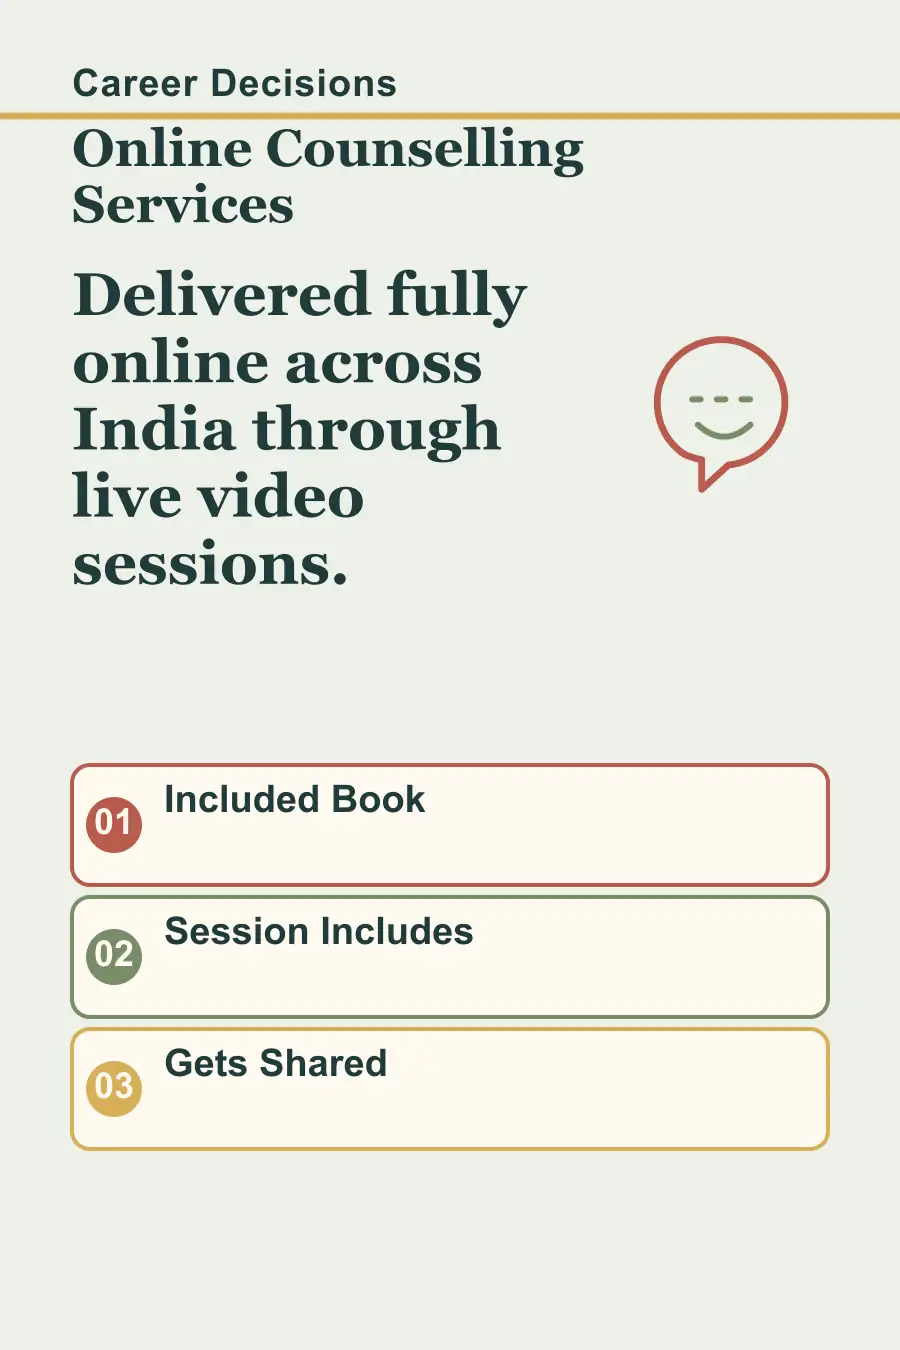 Career Decisions
Online Counselling
Services
Delivered fully
online across
India through
live video
sessions.
01
Included Book
02
Session Includes
03
Gets Shared